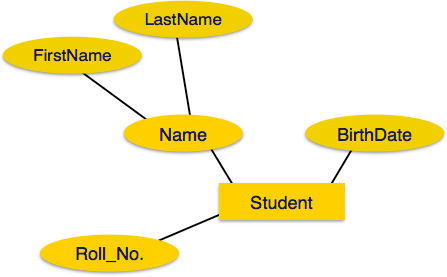 LastName
FirstName
Name
BirthDate
Student
Roll_No.